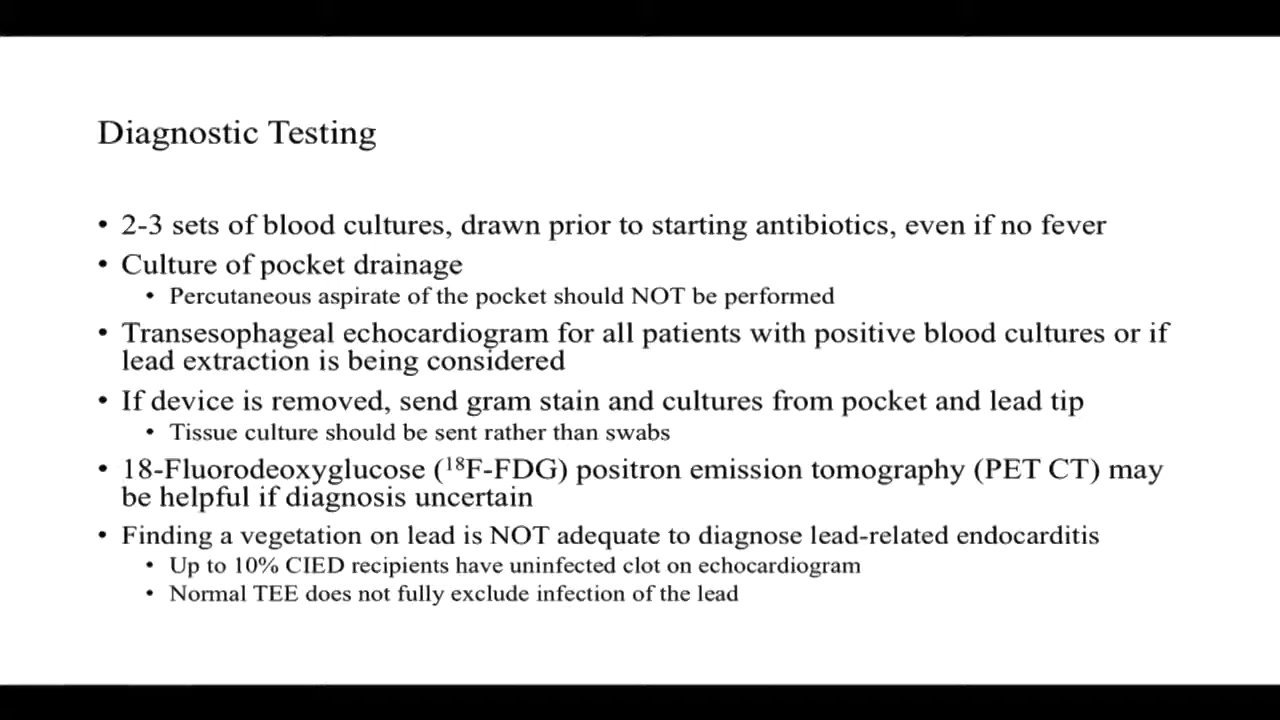 Diagnostic Testing
• 2-3 sets of blood cultures, drawn prior to starting antibiotics, even if no fever
• Culture of pocket drainage
• Percutaneous aspirate of the pocket should NOT be performed
• Transesophageal echocardiogram for all patients with positive blood cultures or if
lead extraction is being considered
• If device is removed, send gram stain and cultures from pocket and lead tip
• Tissue culture should be sent rather than swabs
• 18-Fluorodeoxyglucose (¹⁸F-FDG) positron emission tomography (PET CT) may
be helpful if diagnosis uncertain
• Finding a vegetation on lead is NOT adequate to diagnose lead-related endocarditis
• Up to 10% CIED recipients have uninfected clot on echocardiogram
• Normal TEE does not fully exclude infection of the lead